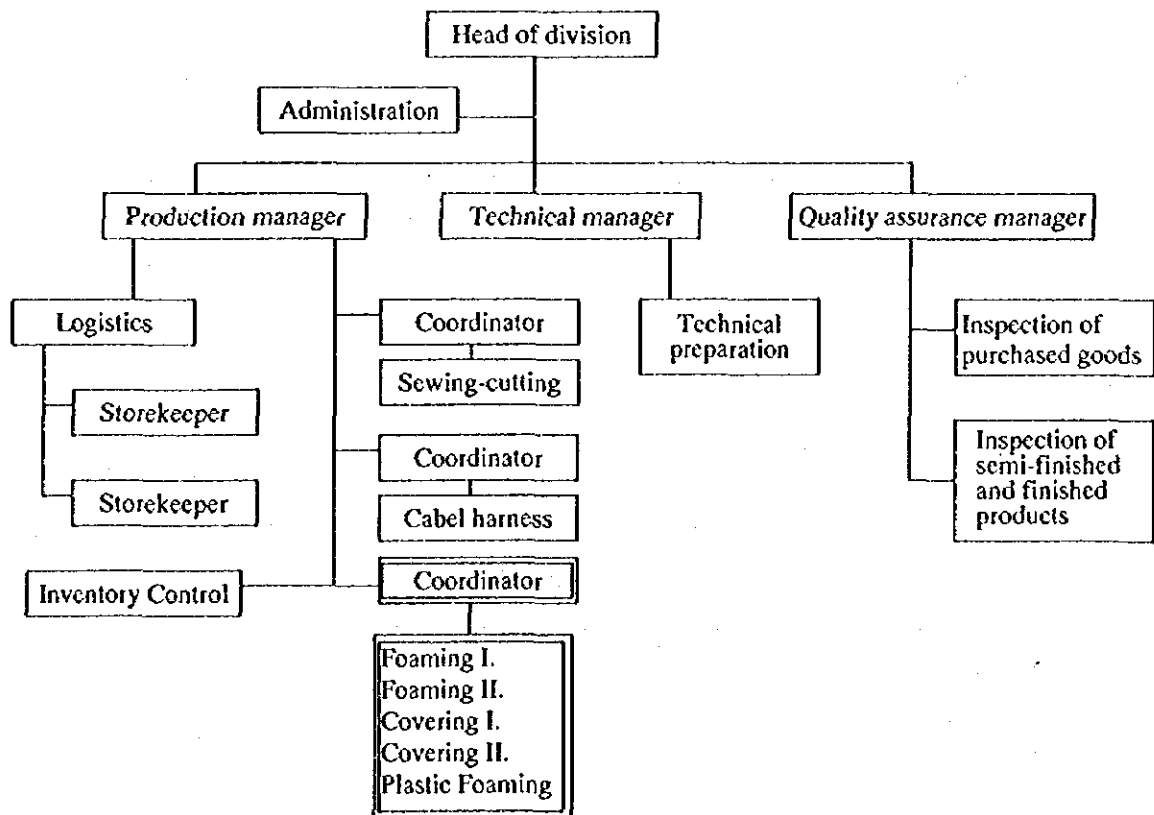 Head of division
Administration
Production manager
Technical manager
Quality assurance manager
Logistics
Coordinator
Technical
preparation
Inspection of
purchased goods
Sewing-cutting
Storekeeper
Coordinator
Inspection of
semi-finished
and finished
products
Storekeeper
Cabel harness
Inventory Control
Coordinator
Foaming I.
Foaming II.
Covering I.
Covering II.
Plastic Foaming